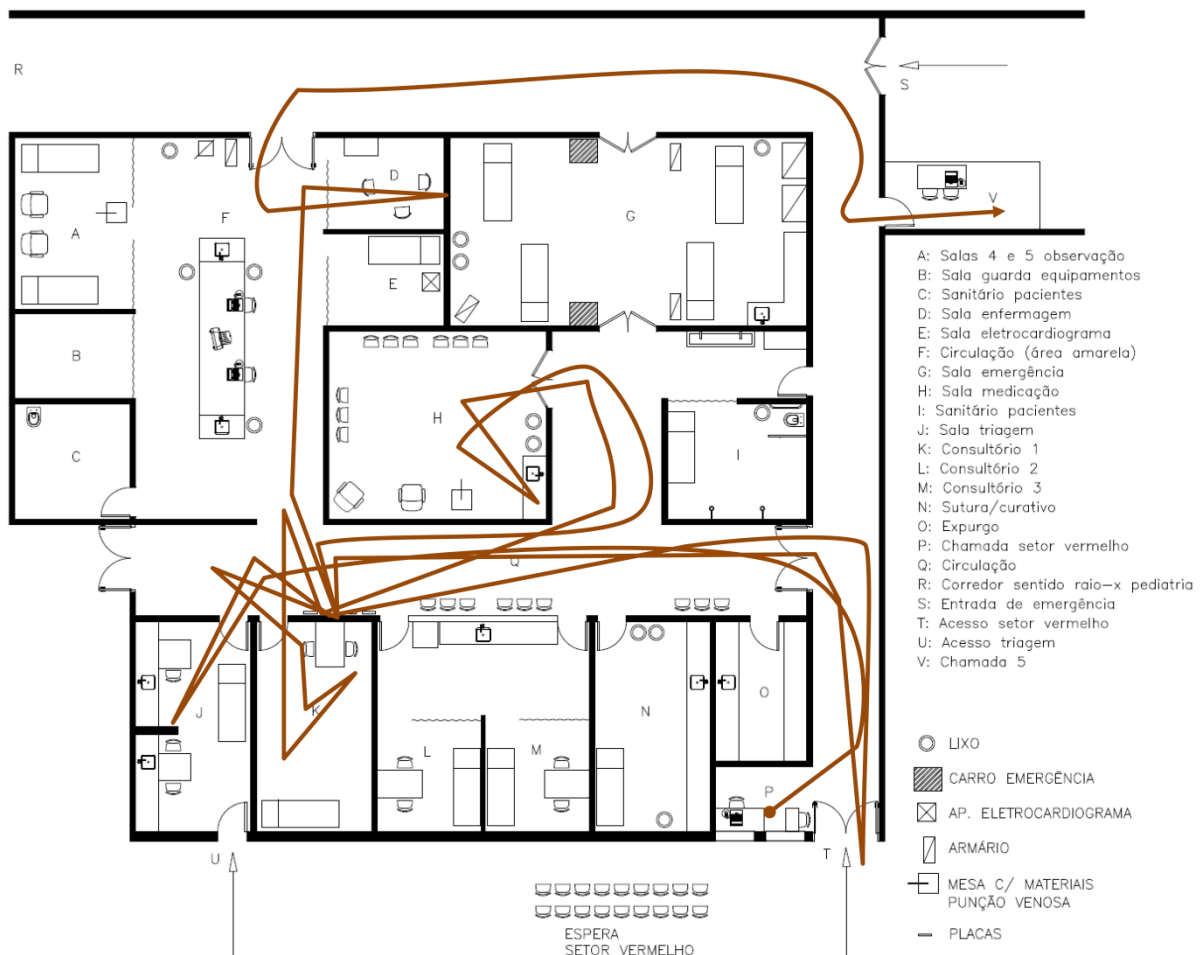 R
S
D
F
V
A
G
E
B
H
C
I
Q
J
K
L
M
N
O
P
U
T
A: Salas 4 e 5 observação
B: Sala guarda equipamentos
C: Sanitário pacientes
D: Sala enfermagem
E: Sala eletrocardiograma
F: Circulação (área amarela)
G: Sala emergência
H: Sala medicação
I: Sanitário pacientes
J: Sala triagem
K: Consultório 1
L: Consultório 2
M: Consultório 3
N: Sutura/curativo
O: Expurgo
P: Chamada setor vermelho
Q: Circulação
R: Corredor sentido raio-x pediatria
S: Entrada de emergência
T: Acesso setor vermelho
U: Acesso triagem
V: Chamada 5
LIXO
CARRO EMERGÊNCIA
AP. ELETROCARDIOGRAMA
ARMÁRIO
MESA C/ MATERIAIS
PUNÇÃO VENOSA
PLACAS
ESPERA
SETOR VERMELHO